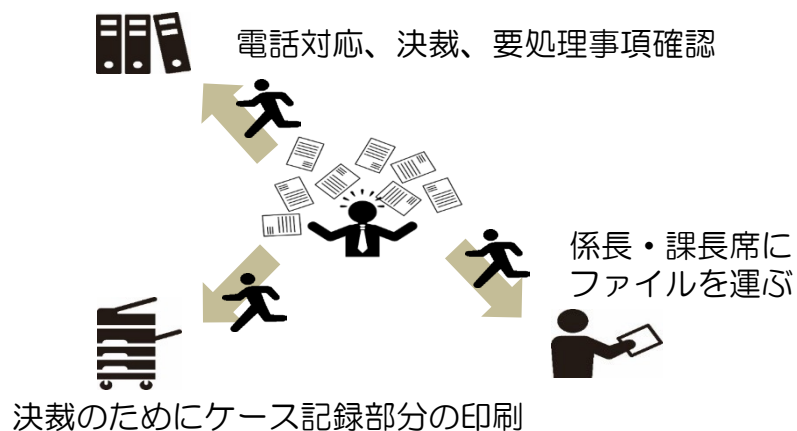 電話対応、決裁、要処理事項確認
係長・課長席に
ファイルを運ぶ
決裁のためにケース記録部分の印刷